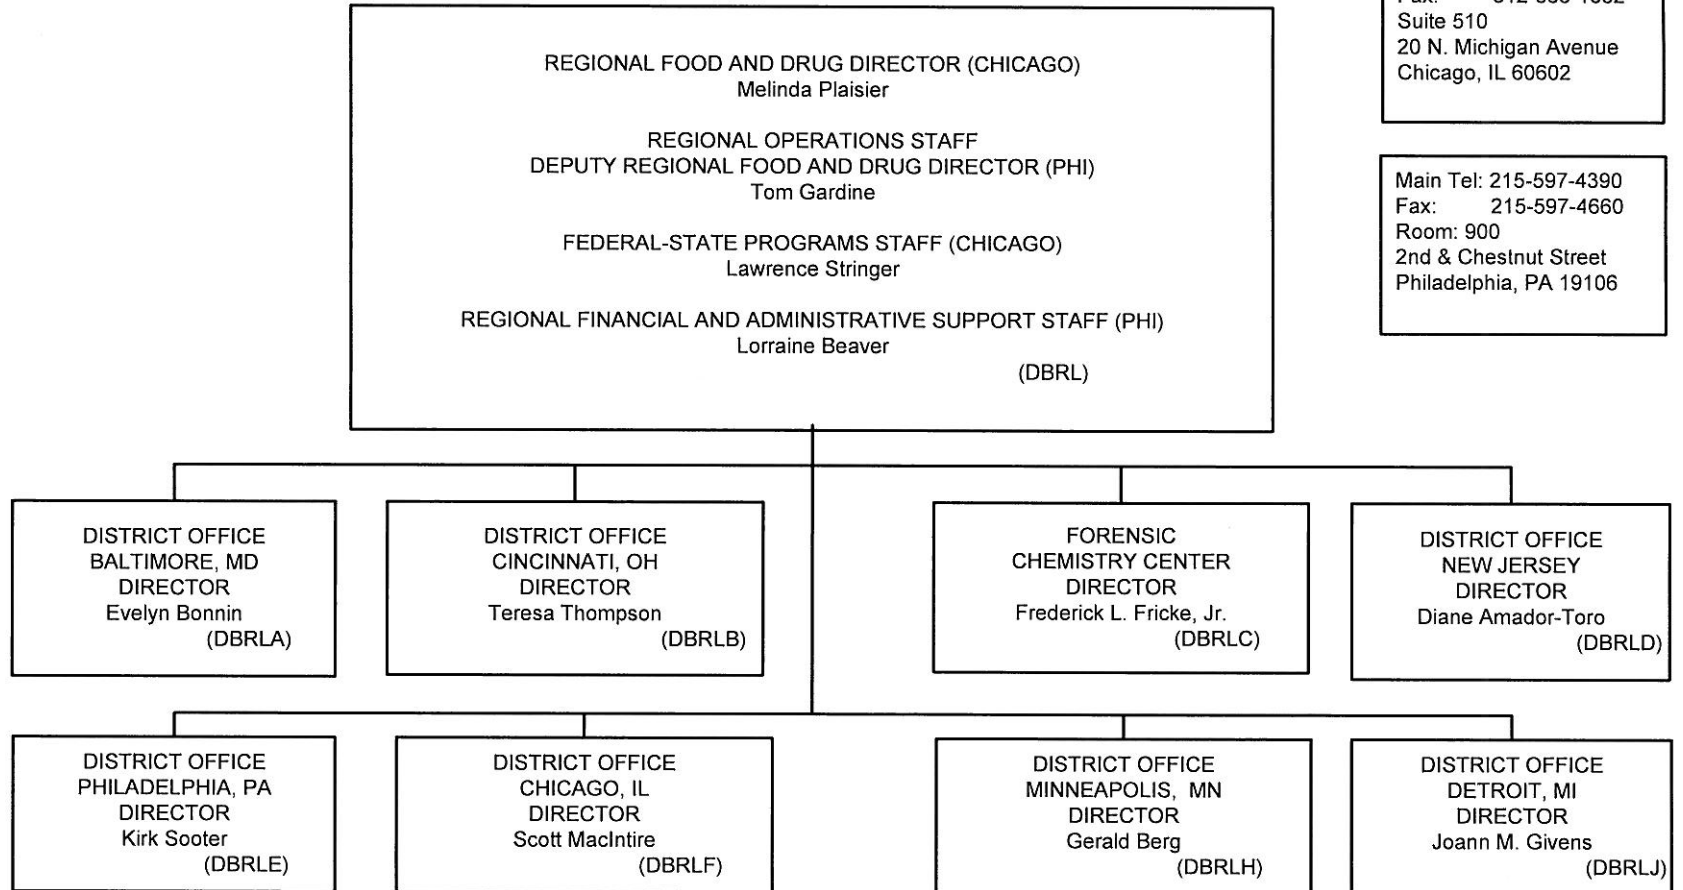 REGIONAL FOOD AND DRUG DIRECTOR (CHICAGO)
Melinda Plaisier
REGIONAL OPERATIONS STAFF
DEPUTY REGIONAL FOOD AND DRUG DIRECTOR (PHI)
Tom Gardine
FEDERAL-STATE PROGRAMS STAFF (CHICAGO)
Lawrence Stringer
REGIONAL FINANCIAL AND ADMINISTRATIVE SUPPORT STAFF (PHI)
Lorraine Beaver
(DBRL)
Suite 510
20 N. Michigan Avenue
Chicago, IL 60602
Main Tel: 215-597-4390
Fax: 215-597-4660
Room: 900
2nd & Chestnut Street
Philadelphia, PA 19106
DISTRICT OFFICE
BALTIMORE, MD
DIRECTOR
Evelyn Bonnin
(DBRLA)
DISTRICT OFFICE
CINCINNATI, OH
DIRECTOR
Teresa Thompson
(DBRLB)
FORENSIC
CHEMISTRY CENTER
DIRECTOR
Frederick L. Fricke, Jr.
(DBRLC)
DISTRICT OFFICE
NEW JERSEY
DIRECTOR
Diane Amador-Toro
(DBRLD)
DISTRICT OFFICE
PHILADELPHIA, PA
DIRECTOR
Kirk Sooter
(DBRLE)
DISTRICT OFFICE
CHICAGO, IL
DIRECTOR
Scott MacIntire
(DBRLF)
DISTRICT OFFICE
MINNEAPOLIS, MN
DIRECTOR
Gerald Berg
(DBRLH)
DISTRICT OFFICE
DETROIT, MI
DIRECTOR
Joann M. Givens
(DBRLJ)